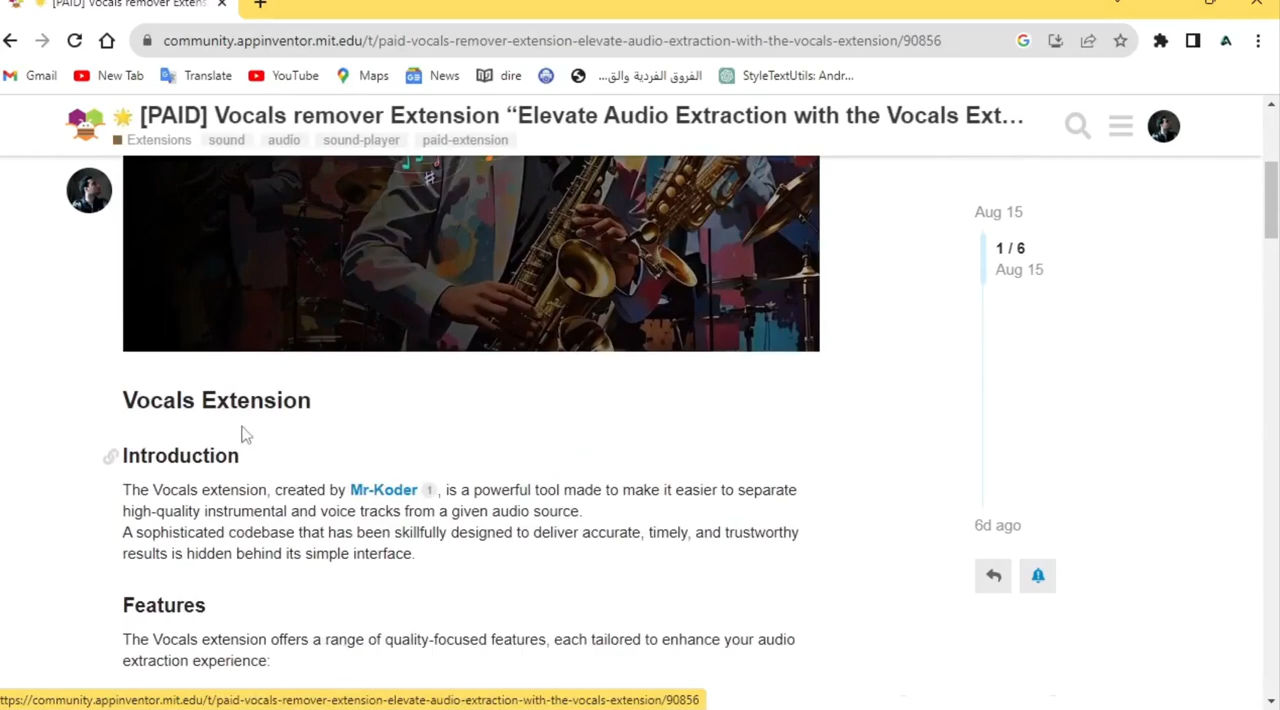 [PAID] Vocals remover Extens
community.appinventor.mit.edu/t/paid-vocals-remover-extension-elevate-audio-extraction-with-the-vocals-extension/90856
Gmail
New Tab
Translate
YouTube
Maps
News
dire
الفروق الفردية والق...
StyleTextUtils: Andr...
[PAID] Vocals remover Extension “Elevate Audio Extraction with the Vocals Ext...
Extensions sound audio sound-player paid-extension
Aug 15
1 / 6
Aug 15
Vocals Extension
Introduction
The Vocals extension, created by Mr-Koder 1 , is a powerful tool made to make it easier to separate
high-quality instrumental and voice tracks from a given audio source.
A sophisticated codebase that has been skillfully designed to deliver accurate, timely, and trustworthy
results is hidden behind its simple interface.
6d ago
Features
The Vocals extension offers a range of quality-focused features, each tailored to enhance your audio
extraction experience:
ttps://community.appinventor.mit.edu/t/paid-vocals-remover-extension-elevate-audio-extraction-with-the-vocals-extension/90856